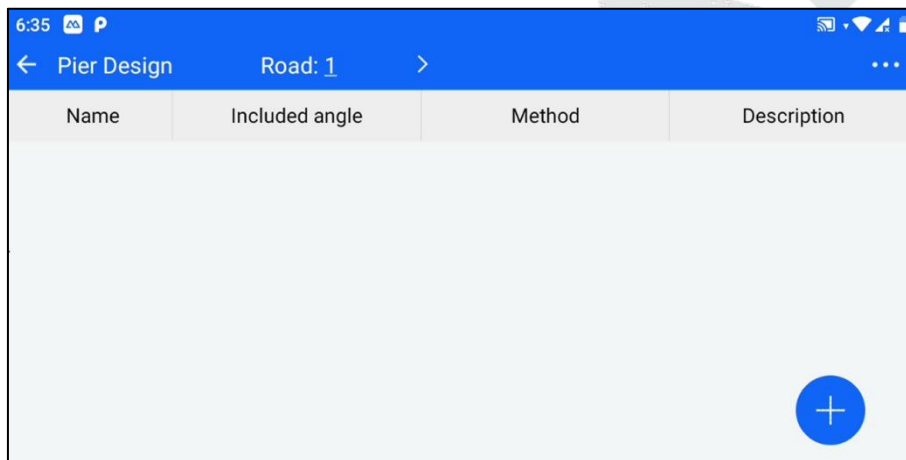 6:35
← Pier Design Road: 1 >
Name Included angle Method Description